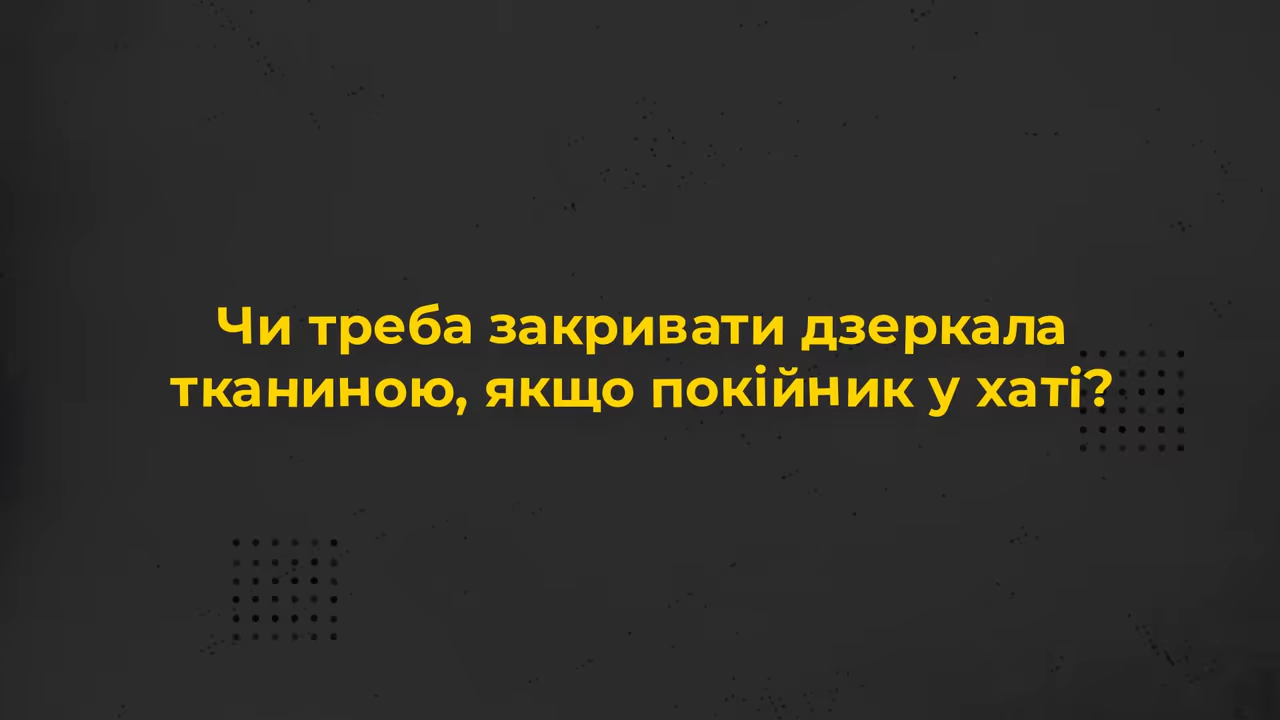 Чи треба закривати дзеркала
тканиною, якщо покійник у хаті?